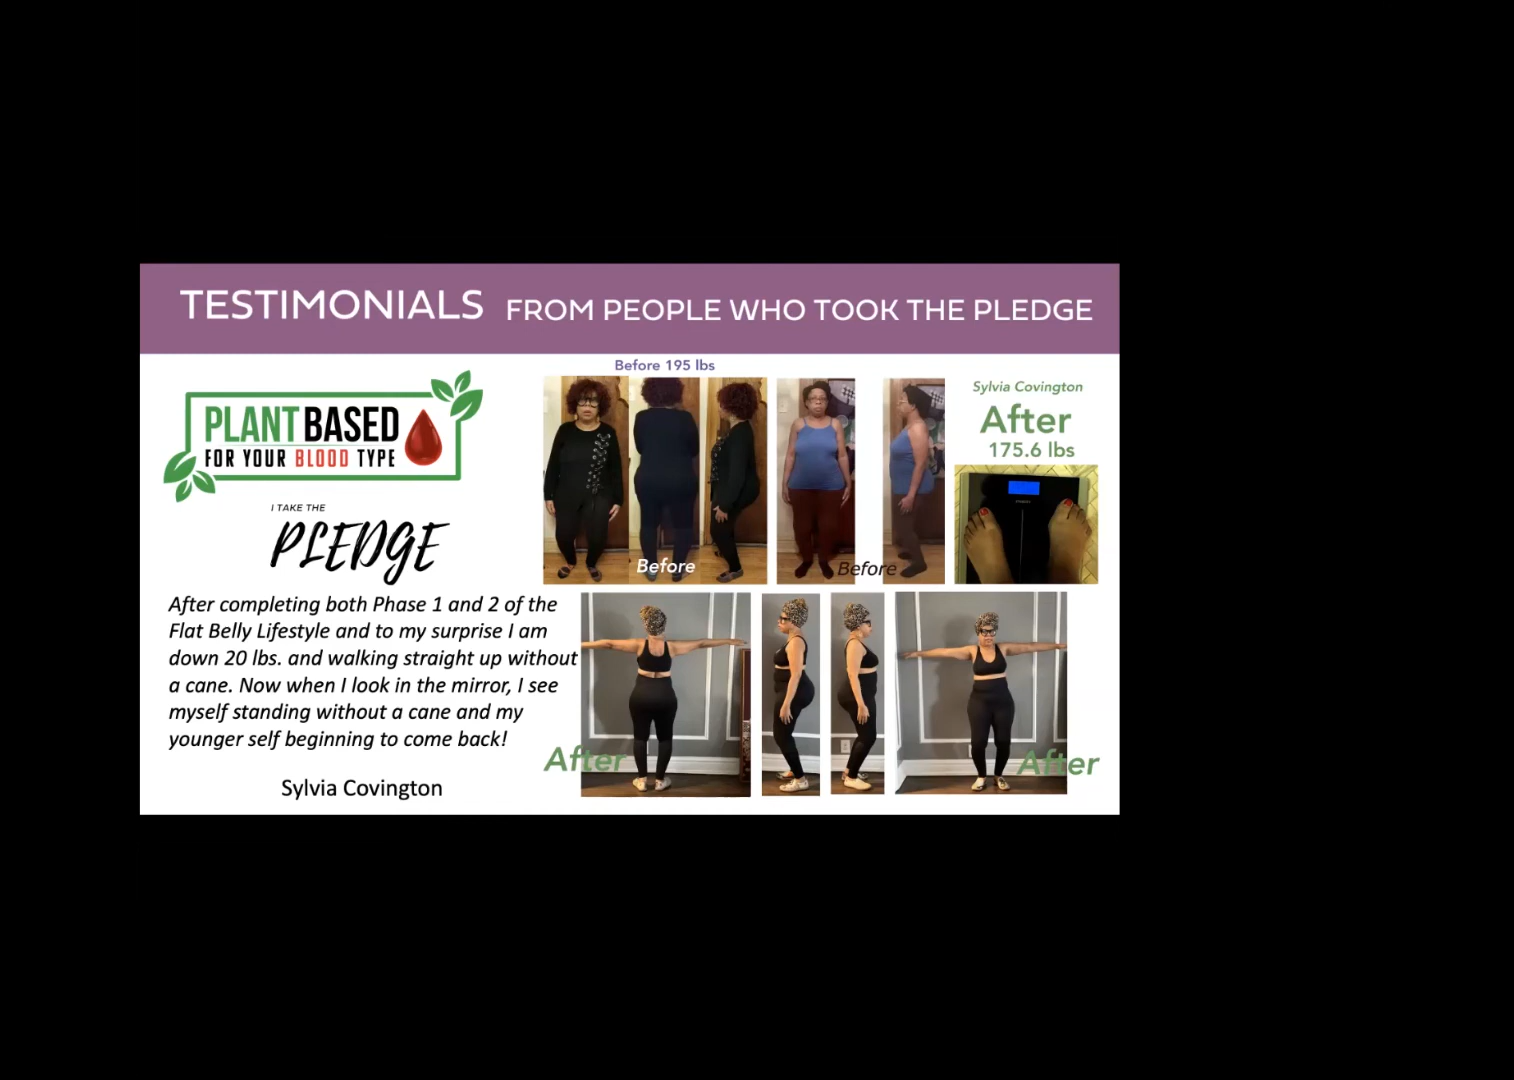 TESTIMONIALS FROM PEOPLE WHO TOOK THE PLEDGE
PLANT BASED
FOR YOUR BLOOD TYPE
I TAKE THE
PLEDGE
After completing both Phase 1 and 2 of the
Flat Belly Lifestyle and to my surprise I am
down 20 lbs. and walking straight up without
a cane. Now when I look in the mirror, I see
myself standing without a cane and my
younger self beginning to come back!
Sylvia Covington
Before 195 lbs
Before
Before
Sylvia Covington
After
175.6 lbs
After
After